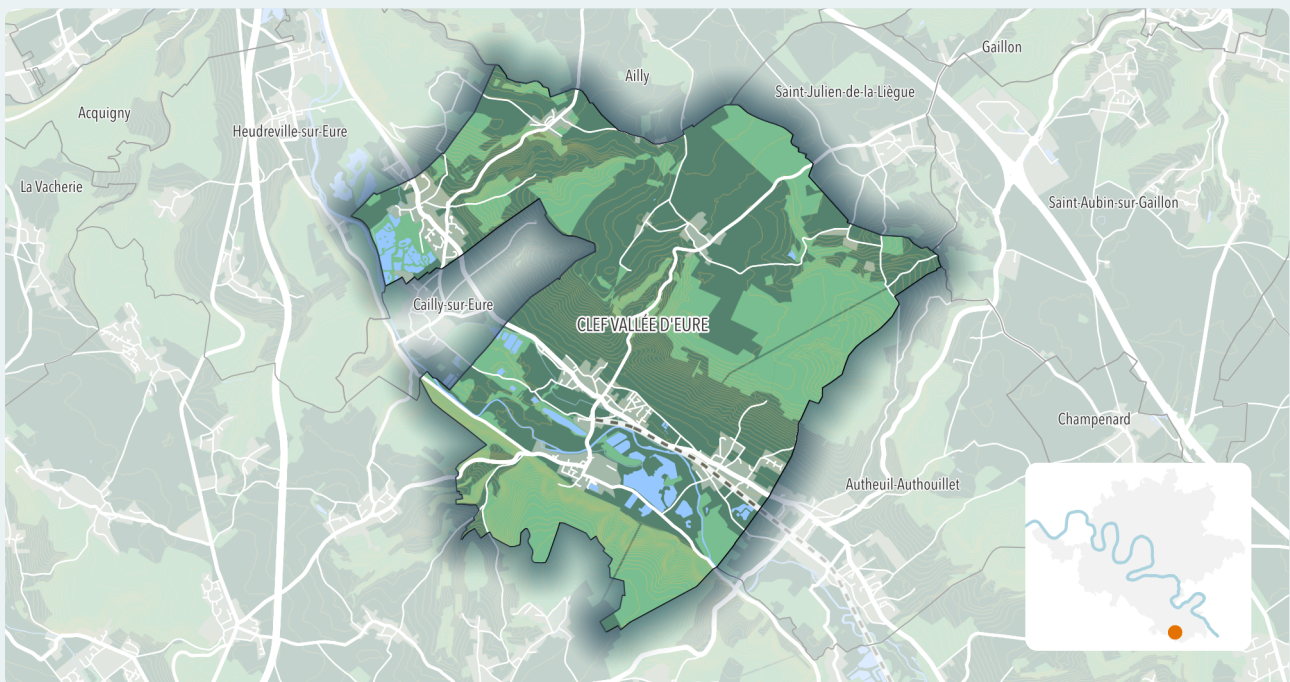 Gaillon
Ailly
Saint-Julien-de-la-Liègue
Acquigny
Heudreville-sur-Eure
La Vacherie
Saint-Aubin-sur-Gaillon
Cailly-sur-Eure
CLEF VALLÉE D'EURE
Champenard
Autheuil-Authouillet